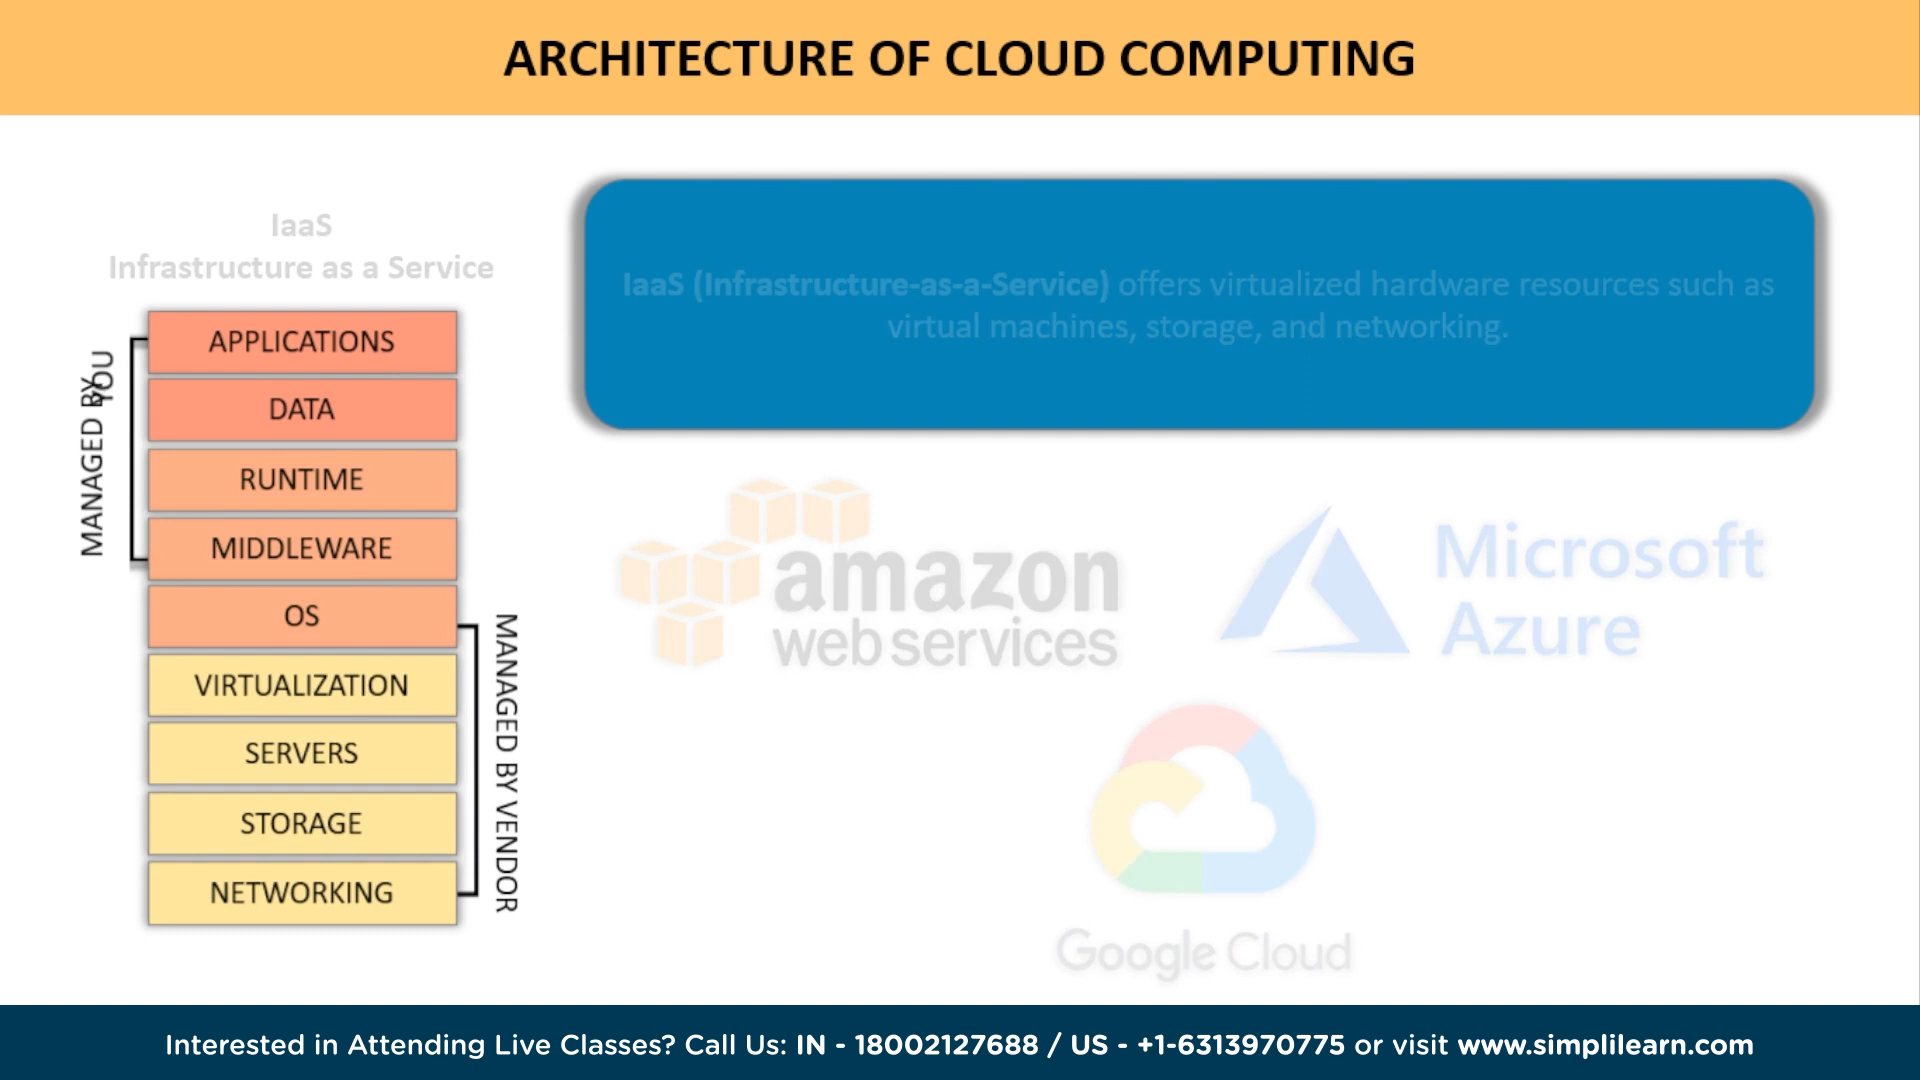 ARCHITECTURE OF CLOUD COMPUTING
IaaS
Infrastructure as a Service
IaaS (Infrastructure-as-a-Service) offers virtualized hardware resources such as
virtual machines, storage, and networking.
MANAGED BY
YOU
APPLICATIONS
DATA
RUNTIME
MIDDLEWARE
OS
VIRTUALIZATION
SERVERS
STORAGE
NETWORKING
MANAGED BY VENDOR
amazon
web services
Microsoft
Azure
Google Cloud
Interested in Attending Live Classes? Call Us: IN - 18002127688 / US - +1-6313970775 or visit www.simplilearn.com